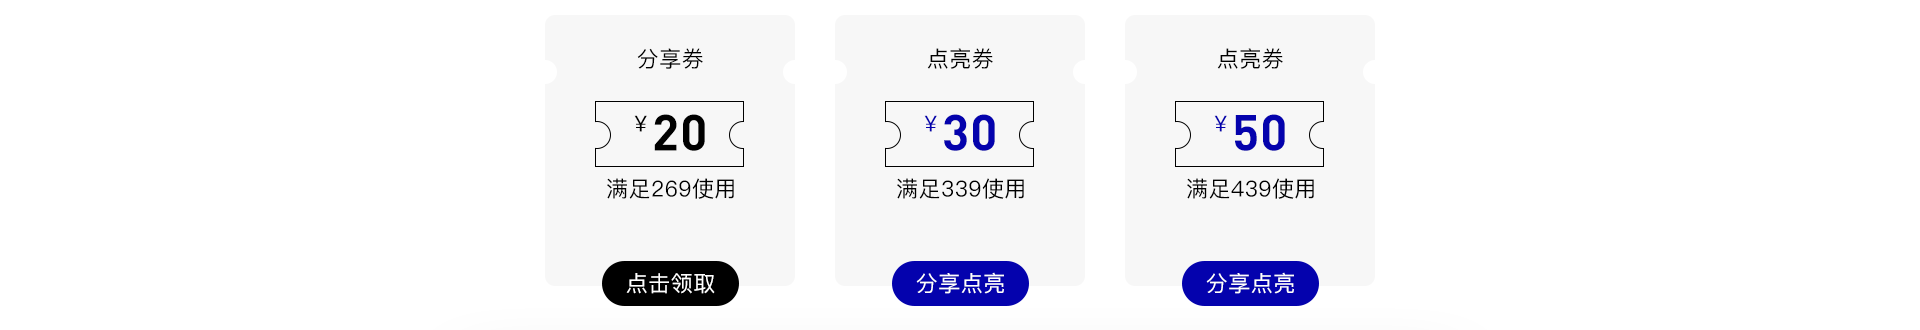 分享券
¥20
满足269使用
点击领取
点亮券
¥30
满足339使用
分享点亮
点亮券
¥50
满足439使用
分享点亮